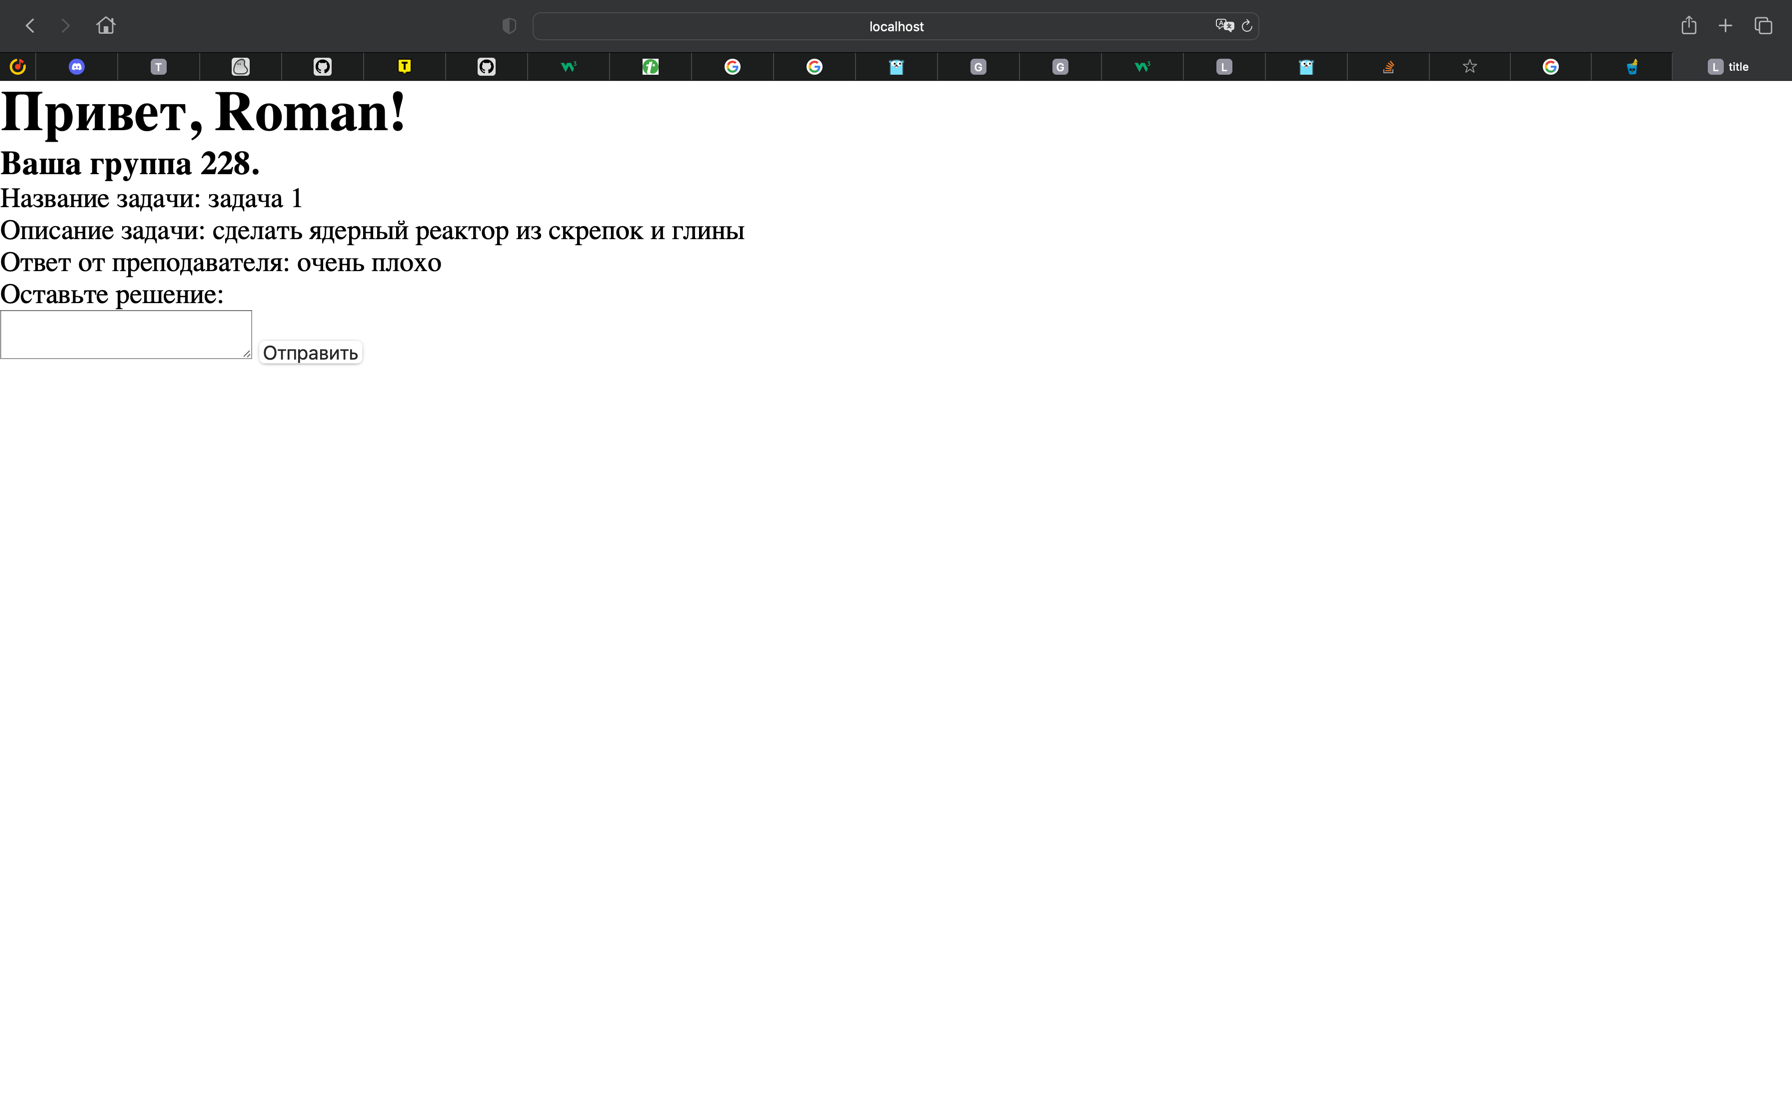 localhost
title
Привет, Roman!
Ваша группа 228.
Название задачи: задача 1
Описание задачи: сделать ядерный реактор из скрепок и глины
Ответ от преподавателя: очень плохо
Оставьте решение:
Отправить